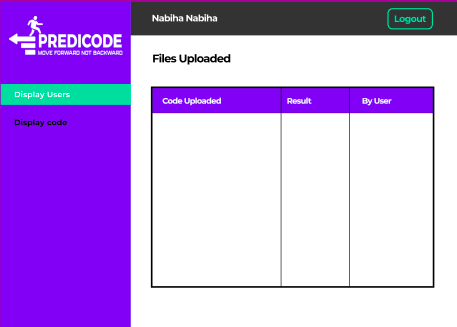 PREDICODE
MOVE FORWARD NOT BACKWARD
Display Users
Display code
Nabiha Nabiha
Logout
Files Uploaded
Code Uploaded Result By User